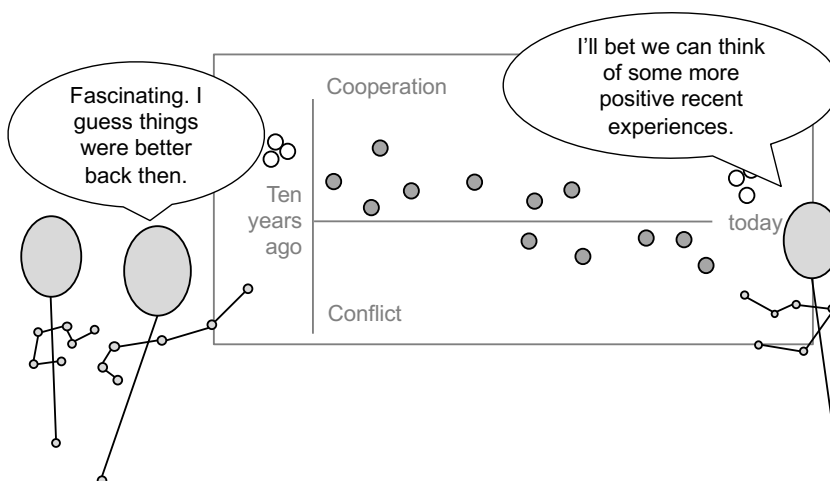 Fascinating. I
guess things
were better
back then.
I’ll bet we can think
of some more
positive recent
experiences.
Cooperation
Ten
years
ago
today
Conflict